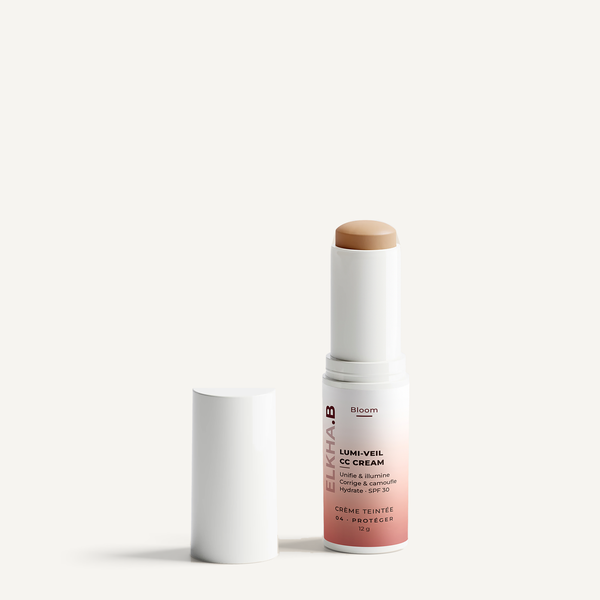 Bloom
ELKHA.B
LUMI-VEIL
CC CREAM
Unifie & illumine
Corrige & camoufle
Hydrate · SPF 30
CRÈME TEINTÉE
04 · PROTÉGER
12 g